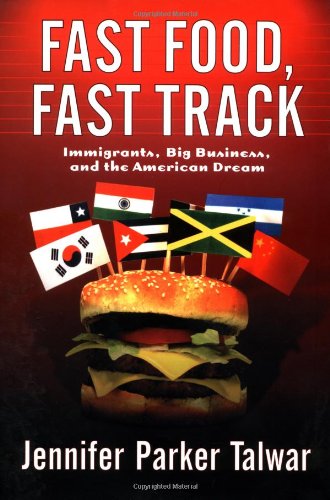 FAST FOOD,
FAST TRACK
Immigrants, Big Business,
and the American Dream
Jennifer Parker Talwar